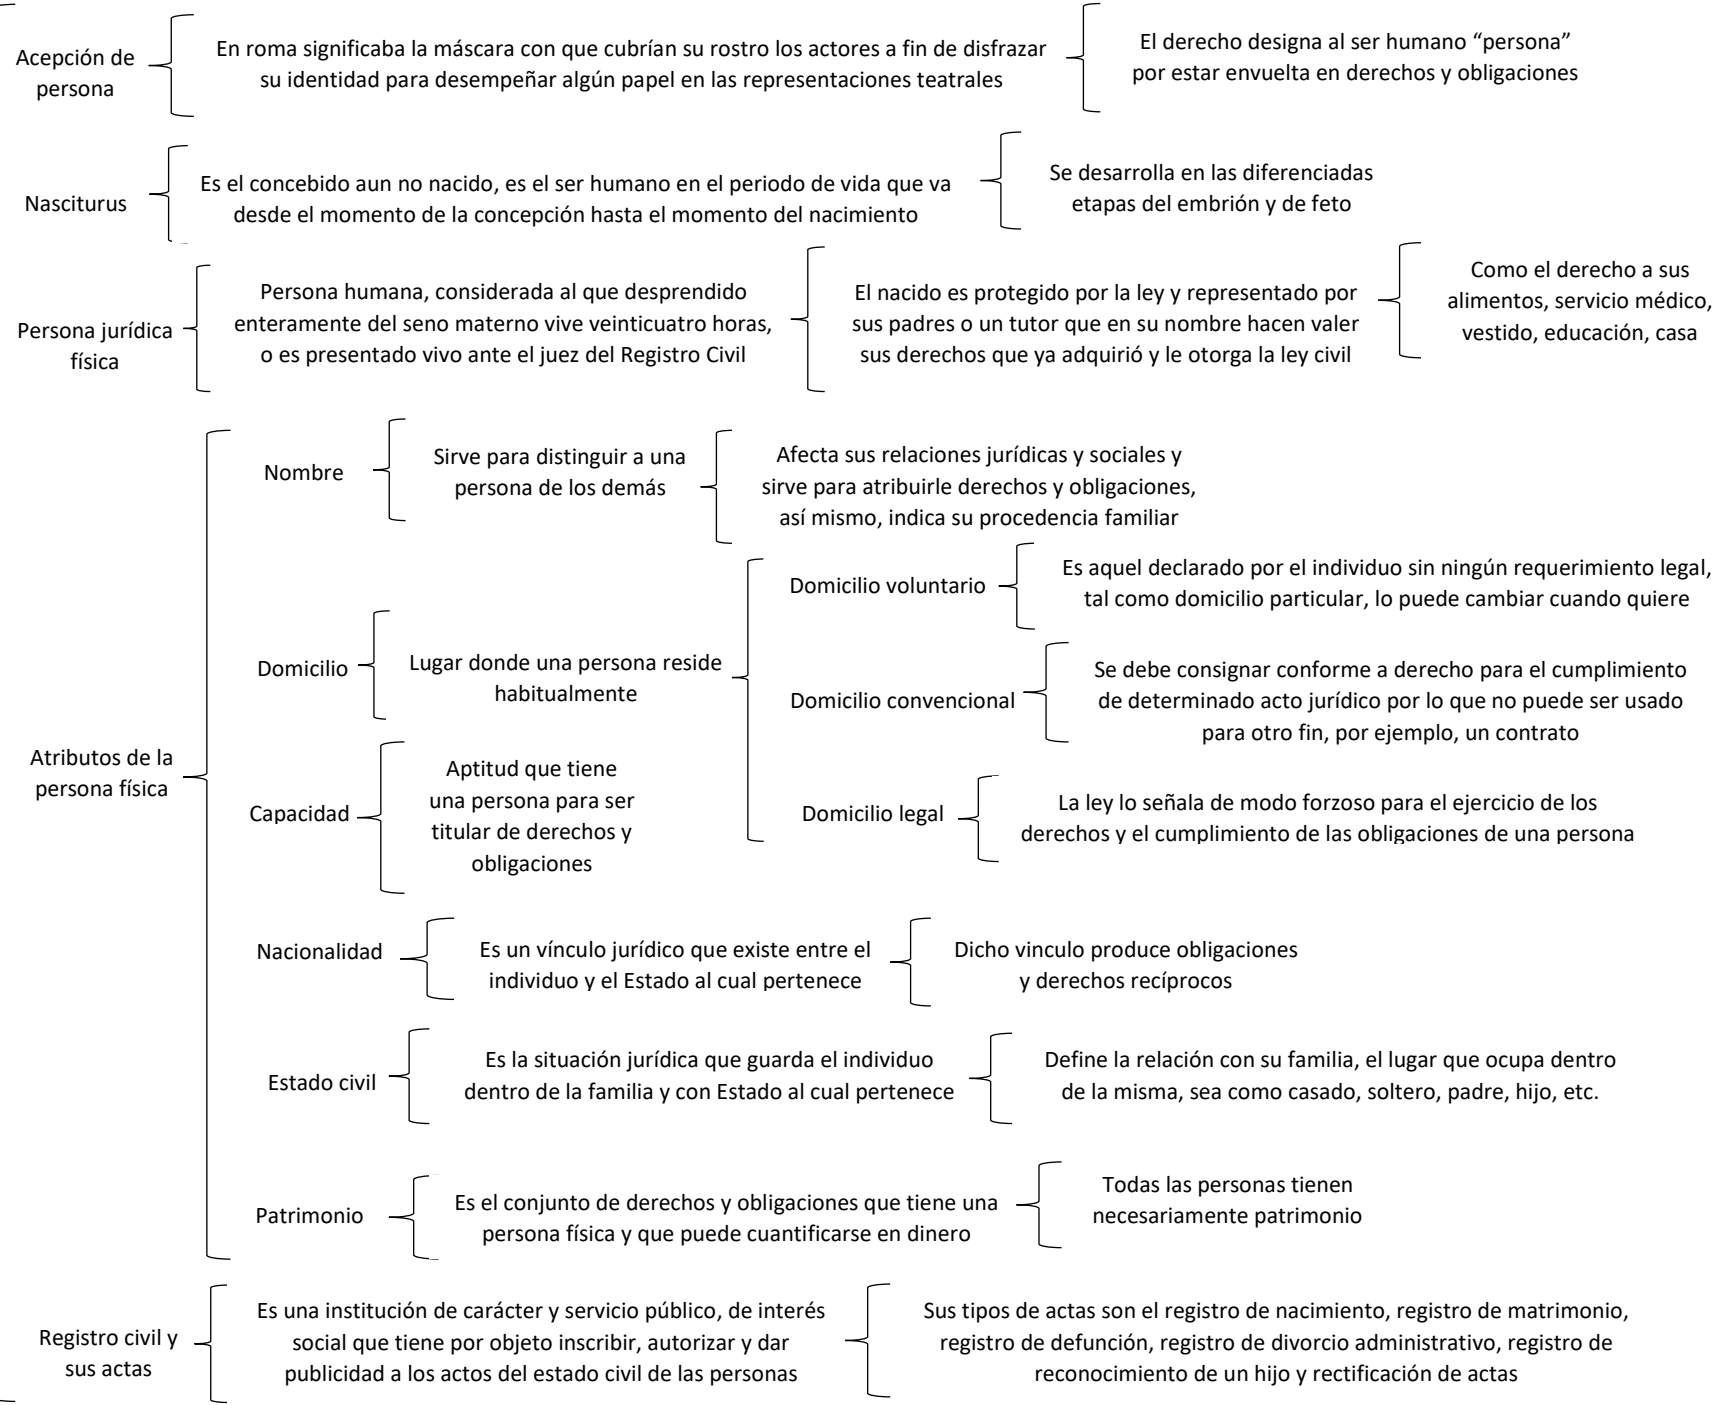 Acepción de
persona
En roma significaba la máscara con que cubrían su rostro los actores a fin de disfrazar
su identidad para desempeñar algún papel en las representaciones teatrales
El derecho designa al ser humano “persona”
por estar envuelta en derechos y obligaciones
Nasciturus
Es el concebido aun no nacido, es el ser humano en el periodo de vida que va
desde el momento de la concepción hasta el momento del nacimiento
Se desarrolla en las diferenciadas
etapas del embrión y de feto
Persona jurídica
física
Persona humana, considerada al que desprendido
enteramente del seno materno vive veinticuatro horas,
o es presentado vivo ante el juez del Registro Civil
El nacido es protegido por la ley y representado por
sus padres o un tutor que en su nombre hacen valer
sus derechos que ya adquirió y le otorga la ley civil
Como el derecho a sus
alimentos, servicio médico,
vestido, educación, casa
Atributos de la
persona física
Nombre
Sirve para distinguir a una
persona de los demás
Afecta sus relaciones jurídicas y sociales y
sirve para atribuirle derechos y obligaciones,
así mismo, indica su procedencia familiar
Domicilio
Lugar donde una persona reside
habitualmente
Domicilio voluntario
Es aquel declarado por el individuo sin ningún requerimiento legal,
tal como domicilio particular, lo puede cambiar cuando quiere
Domicilio convencional
Se debe consignar conforme a derecho para el cumplimiento
de determinado acto jurídico por lo que no puede ser usado
para otro fin, por ejemplo, un contrato
Domicilio legal
La ley lo señala de modo forzoso para el ejercicio de los
derechos y el cumplimiento de las obligaciones de una persona
Capacidad
Aptitud que tiene
una persona para ser
titular de derechos y
obligaciones
Nacionalidad
Es un vínculo jurídico que existe entre el
individuo y el Estado al cual pertenece
Dicho vinculo produce obligaciones
y derechos recíprocos
Estado civil
Es la situación jurídica que guarda el individuo
dentro de la familia y con Estado al cual pertenece
Define la relación con su familia, el lugar que ocupa dentro
de la misma, sea como casado, soltero, padre, hijo, etc.
Patrimonio
Es el conjunto de derechos y obligaciones que tiene una
persona física y que puede cuantificarse en dinero
Todas las personas tienen
necesariamente patrimonio
Registro civil y
sus actas
Es una institución de carácter y servicio público, de interés
social que tiene por objeto inscribir, autorizar y dar
publicidad a los actos del estado civil de las personas
Sus tipos de actas son el registro de nacimiento, registro de matrimonio,
registro de defunción, registro de divorcio administrativo, registro de
reconocimiento de un hijo y rectificación de actas